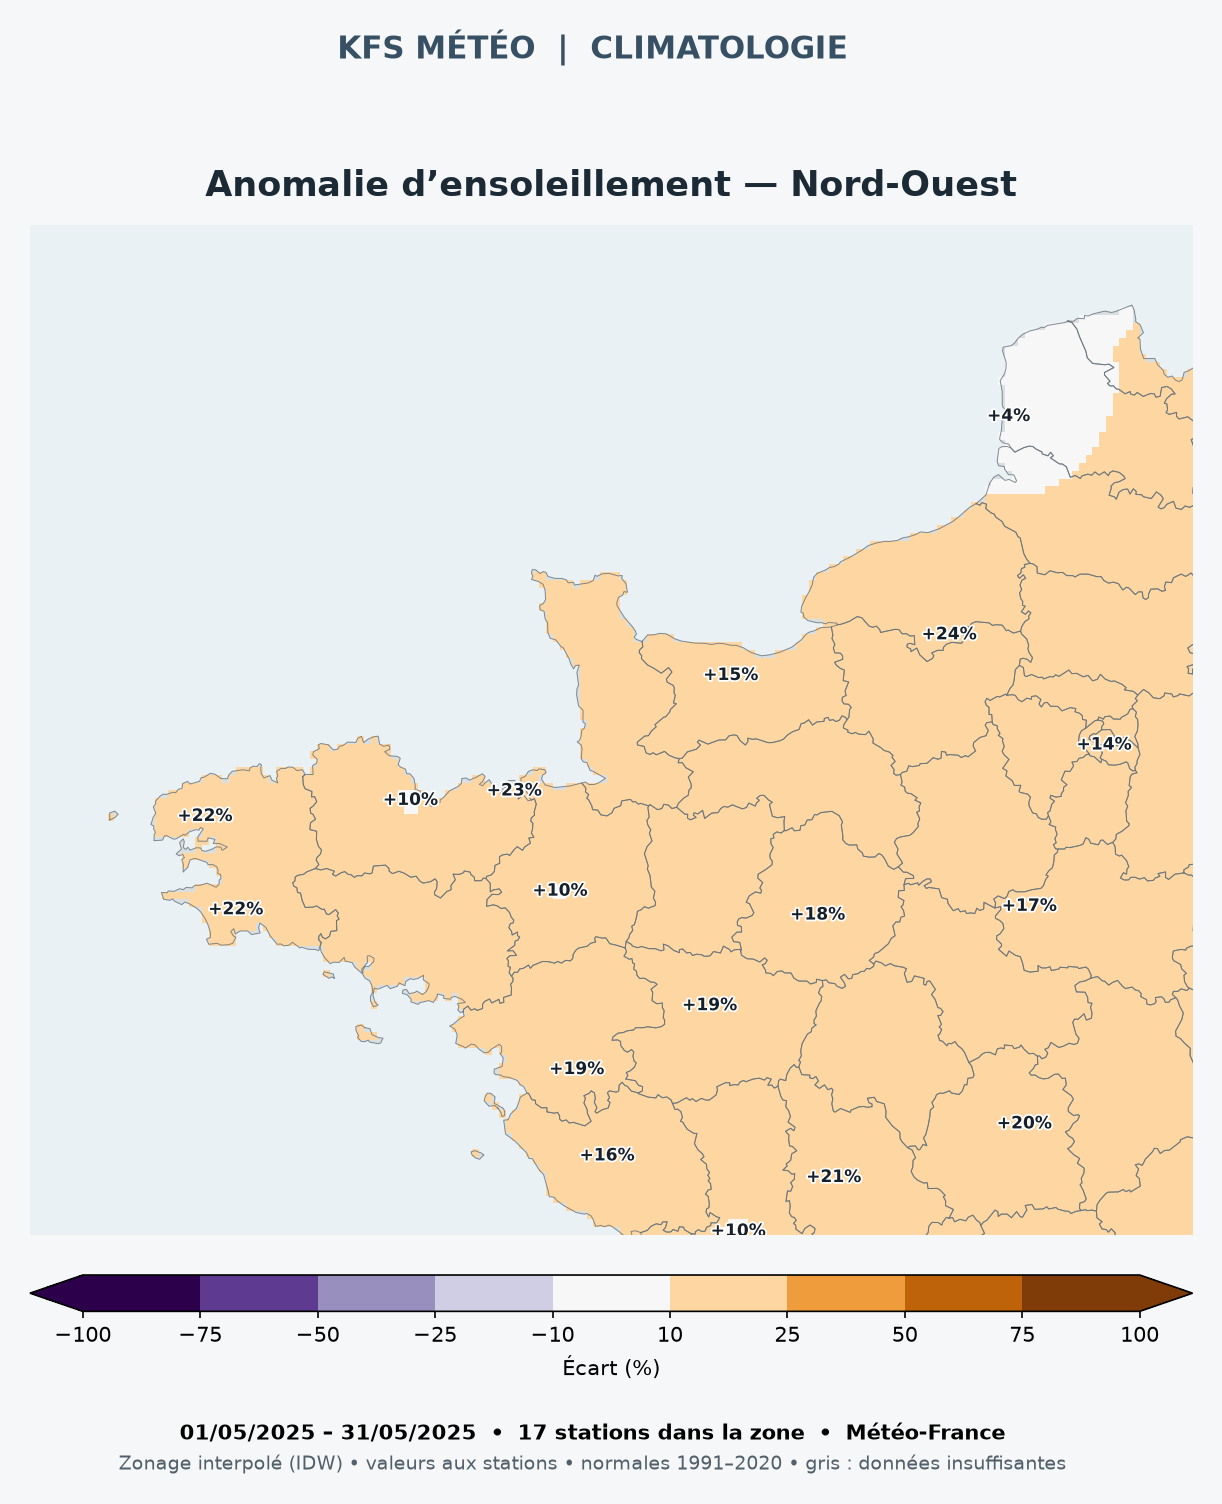 KFS MÉTÉO | CLIMATOLOGIE
Anomalie d’ensoleillement — Nord-Ouest
+4%
+24%
+15%
+14%
+23%
+10%
+22%
+10%
+17%
+22%
+18%
+19%
+19%
+20%
+16%
+21%
+10%
−100 −75 −50 −25 −10 10 25 50 75 100
Écart (%)
01/05/2025 – 31/05/2025 • 17 stations dans la zone • Météo-France
Zonage interpolé (IDW) • valeurs aux stations • normales 1991–2020 • gris : données insuffisantes